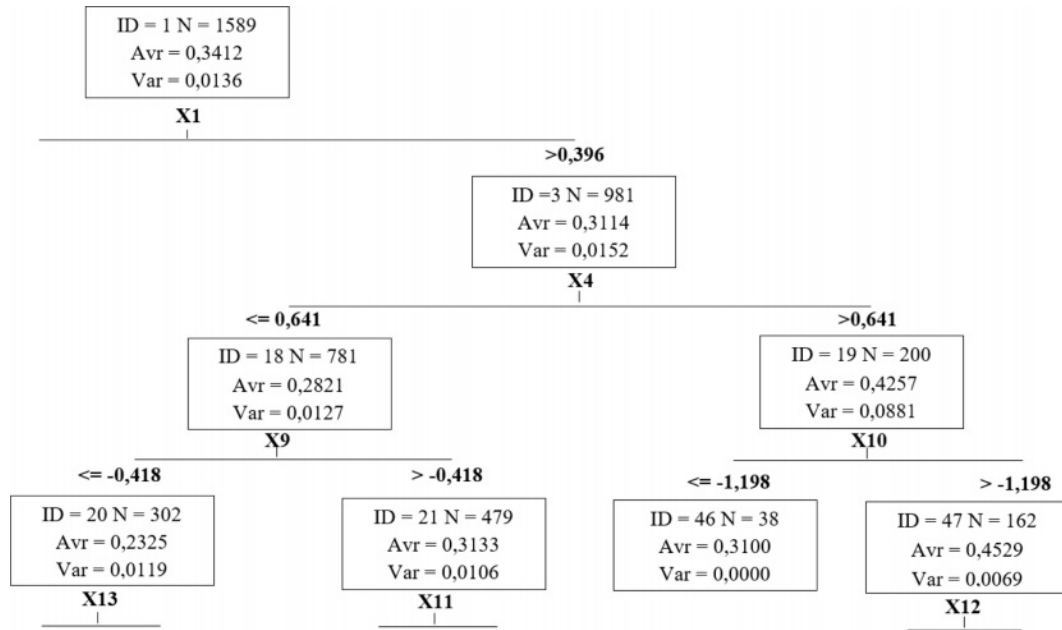 ID = 1 N = 1589
Avr = 0,3412
Var = 0,0136
X1
>0,396
ID =3 N = 981
Avr = 0,3114
Var = 0,0152
X4
<= 0,641
>0,641
ID = 18 N = 781
Avr = 0,2821
Var = 0,0127
X9
ID = 19 N = 200
Avr = 0,4257
Var = 0,0881
X10
<= -0,418
> -0,418
<= -1,198
> -1,198
ID = 20 N = 302
Avr = 0,2325
Var = 0,0119
X13
ID = 21 N = 479
Avr = 0,3133
Var = 0,0106
X11
ID = 46 N = 38
Avr = 0,3100
Var = 0,0000
ID = 47 N = 162
Avr = 0,4529
Var = 0,0069
X12